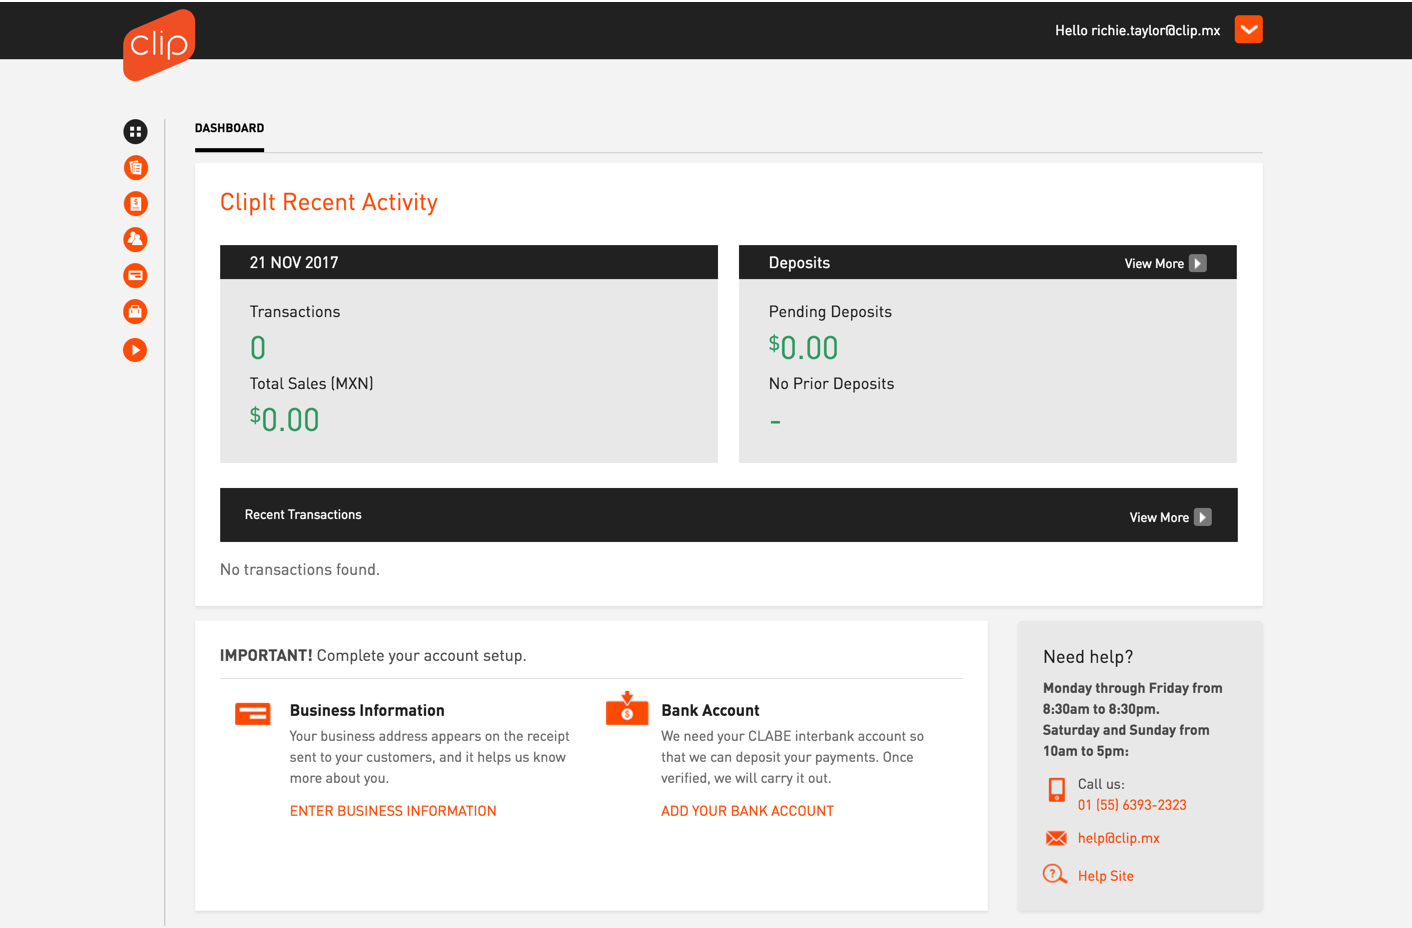 clip
Hello richie.taylor@clip.mx
DASHBOARD
ClipIt Recent Activity
21 NOV 2017
Transactions
0
Total Sales (MXN)
$0.00
Deposits
View More
Pending Deposits
$0.00
No Prior Deposits
-
Recent Transactions
View More
No transactions found.
IMPORTANT! Complete your account setup.
Business Information
Your business address appears on the receipt
sent to your customers, and it helps us know
more about you.
ENTER BUSINESS INFORMATION
Bank Account
We need your CLABE interbank account so
that we can deposit your payments. Once
verified, we will carry it out.
ADD YOUR BANK ACCOUNT
Need help?
Monday through Friday from
8:30am to 8:30pm.
Saturday and Sunday from
10am to 5pm:
Call us:
01 (55) 6393-2323
help@clip.mx
Help Site